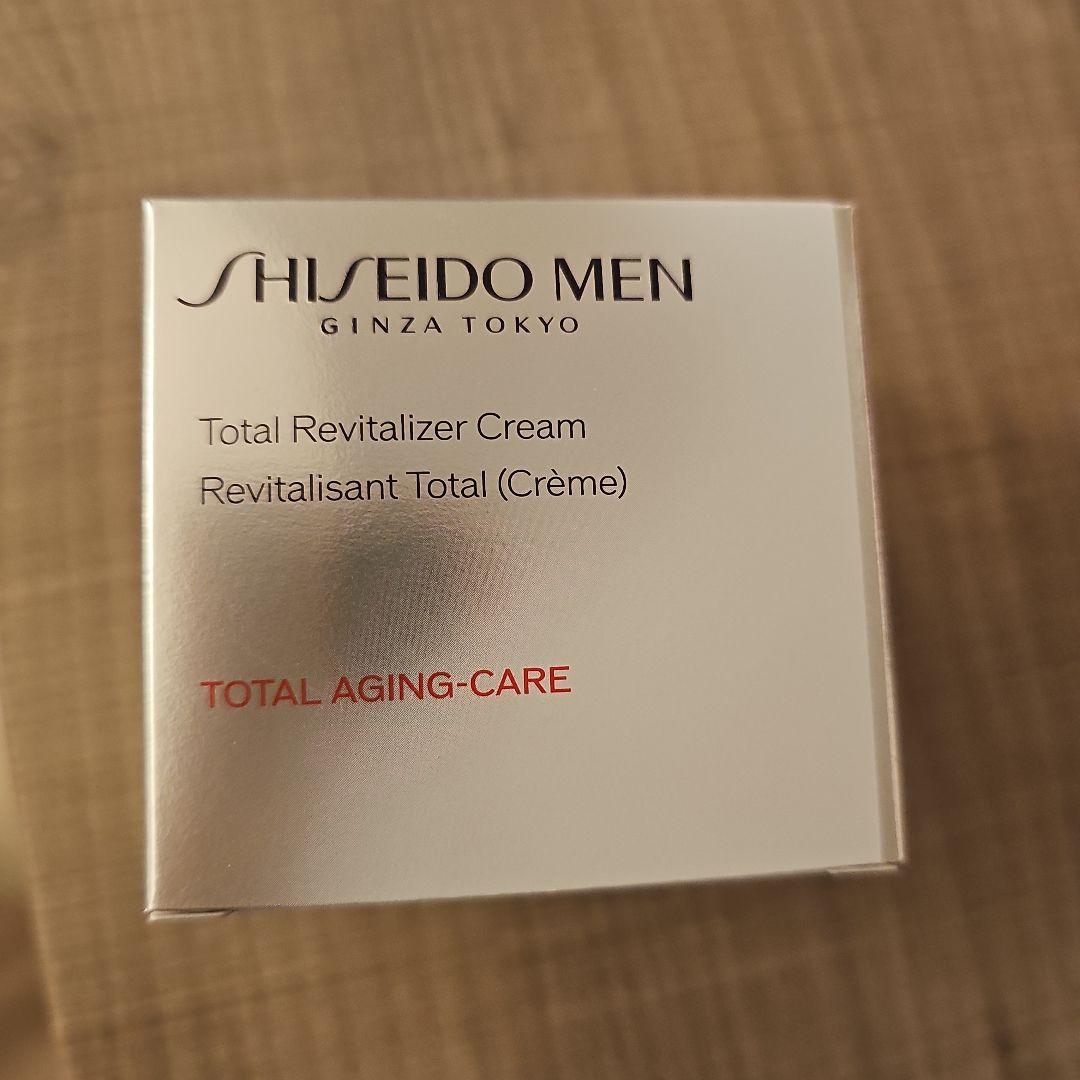 SHISEIDO MEN
GINZA TOKYO
Total Revitalizer Cream
Revitalisant Total (Crème)
TOTAL AGING-CARE